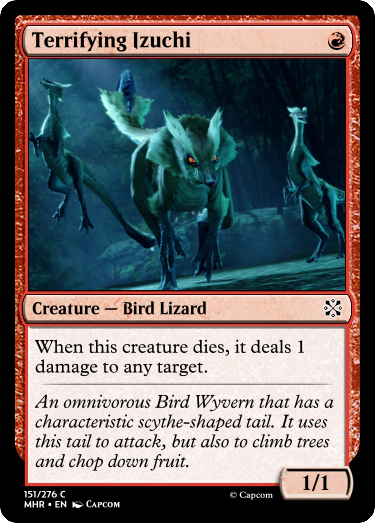 Terrifying Izuchi
Creature — Bird Lizard
When this creature dies, it deals 1
damage to any target.
An omnivorous Bird Wyvern that has a
characteristic scythe-shaped tail. It uses
this tail to attack, but also to climb trees
and chop down fruit.
1/1
151/276 C
MHR • EN Capcom
© Capcom